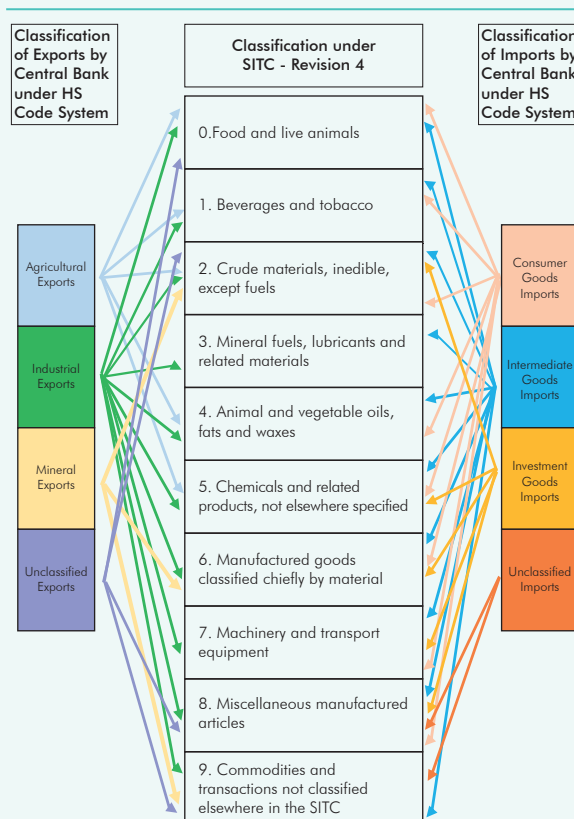 Classification
of Exports by
Central Bank
under HS
Code System
Classification under
SITC - Revision 4
Classification
of Imports by
Central Bank
under HS
Code System
0.Food and live animals
1. Beverages and tobacco
2. Crude materials, inedible,
except fuels
3. Mineral fuels, lubricants and
related materials
4. Animal and vegetable oils,
fats and waxes
5. Chemicals and related
products, not elsewhere specified
6. Manufactured goods
classified chiefly by material
7. Machinery and transport
equipment
8. Miscellaneous manufactured
articles
9. Commodities and
transactions not classified
elsewhere in the SITC
Agricultural
Exports
Industrial
Exports
Mineral
Exports
Unclassified
Exports
Consumer
Goods
Imports
Intermediate
Goods
Imports
Investment
Goods
Imports
Unclassified
Imports